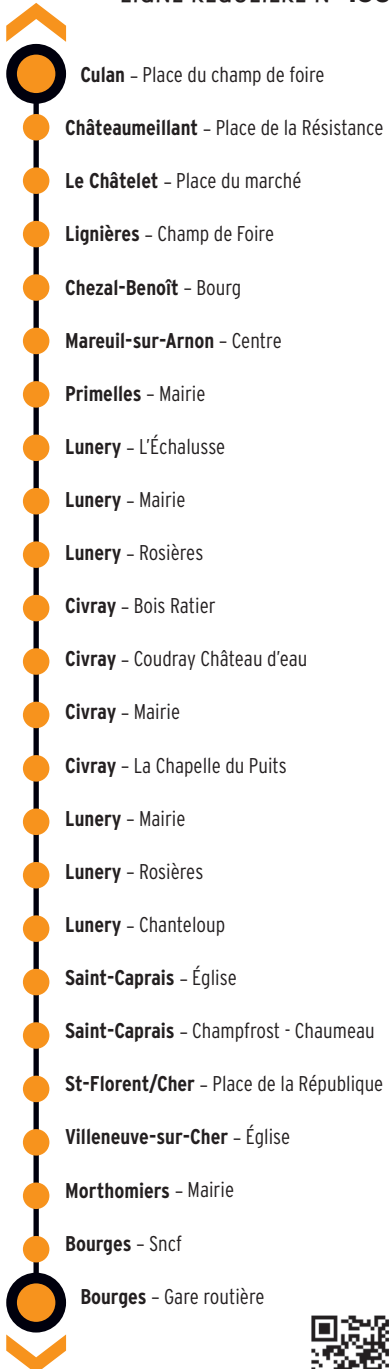 LIGNE RÉGULIÈRE N°
Culan – Place du champ de foire
Châteaumeillant – Place de la Résistance
Le Châtelet – Place du marché
Lignières – Champ de Foire
Chezal-Benoît – Bourg
Mareuil-sur-Arnon – Centre
Primelles – Mairie
Lunery – L'Échalusse
Lunery – Mairie
Lunery – Rosières
Civray – Bois Ratier
Civray – Coudray Château d'eau
Civray – Mairie
Civray – La Chapelle du Puits
Lunery – Mairie
Lunery – Rosières
Lunery – Chanteloup
Saint-Caprais – Église
Saint-Caprais – Champfrost - Chaumeau
St-Florent/Cher – Place de la République
Villeneuve-sur-Cher – Église
Morthomiers – Mairie
Bourges – Sncf
Bourges – Gare routière